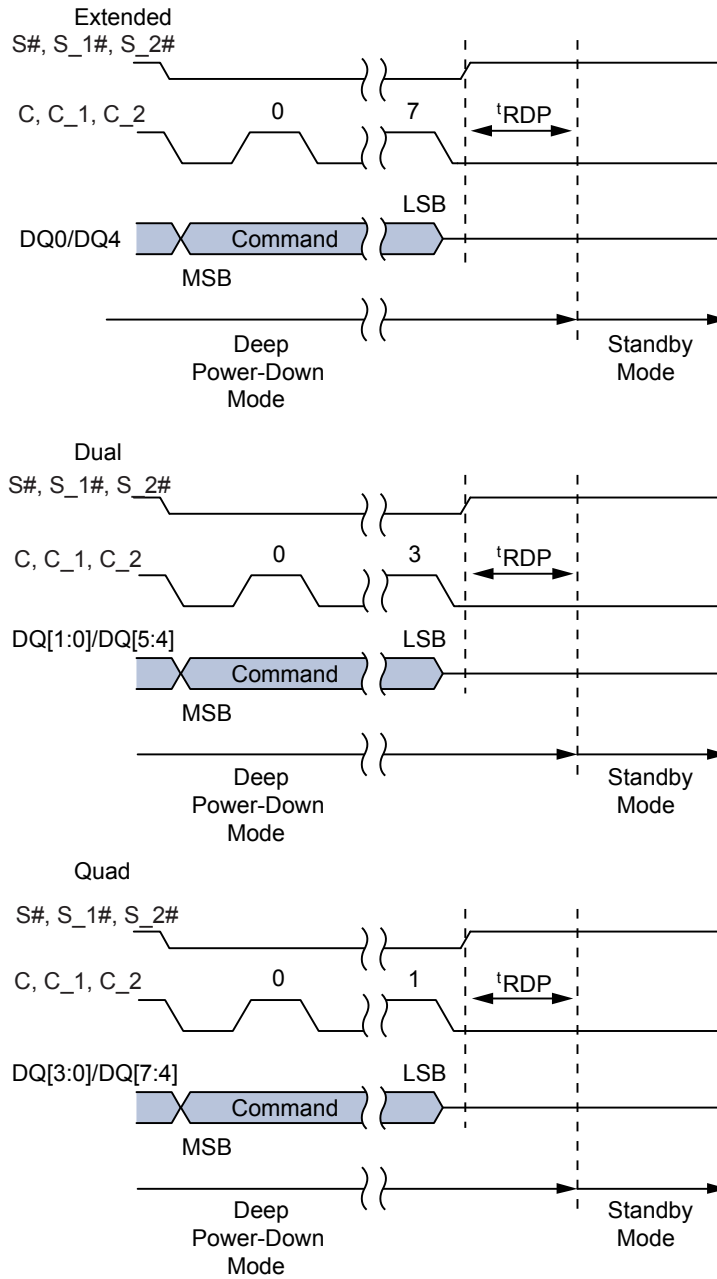 Extended
S#, S_1#, S_2#
C, C_1, C_2
0
7
tRDP
LSB
DQ0/DQ4
Command
MSB
Deep
Power-Down
Mode
Standby
Mode
Dual
S#, S_1#, S_2#
C, C_1, C_2
0
3
tRDP
DQ[1:0]/DQ[5:4]
LSB
Command
MSB
Deep
Power-Down
Mode
Standby
Mode
Quad
S#, S_1#, S_2#
C, C_1, C_2
0
1
tRDP
DQ[3:0]/DQ[7:4]
LSB
Command
MSB
Deep
Power-Down
Mode
Standby
Mode